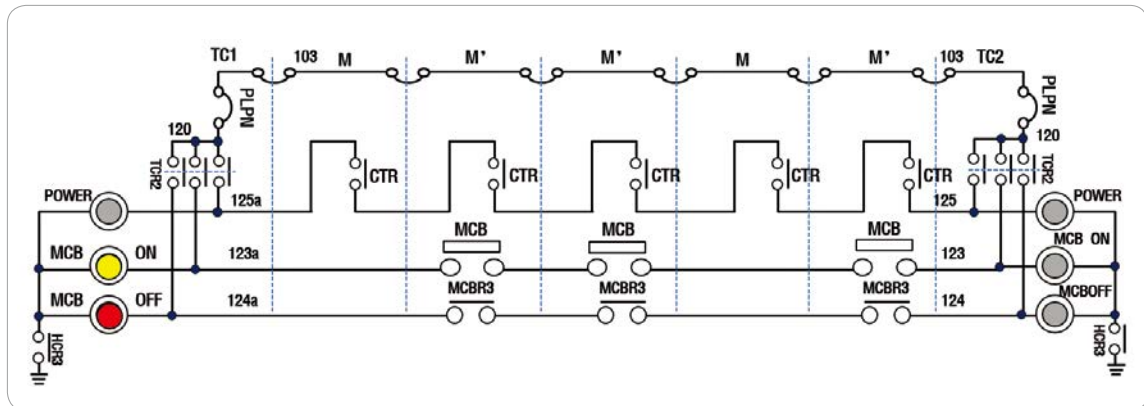 TC1 103 M M' M' M M' 103 TC2
PLPN PLPN
120 120
TCR2 CTR CTR CTR CTR CTR TCR2
POWER 125a 125 POWER
MCB MCB MCB
MCB ON 123a 123 MCB ON
MCBR3 MCBR3 MCBR3
MCB OFF 124a 124 MCBOFF
HCR3 HCR3